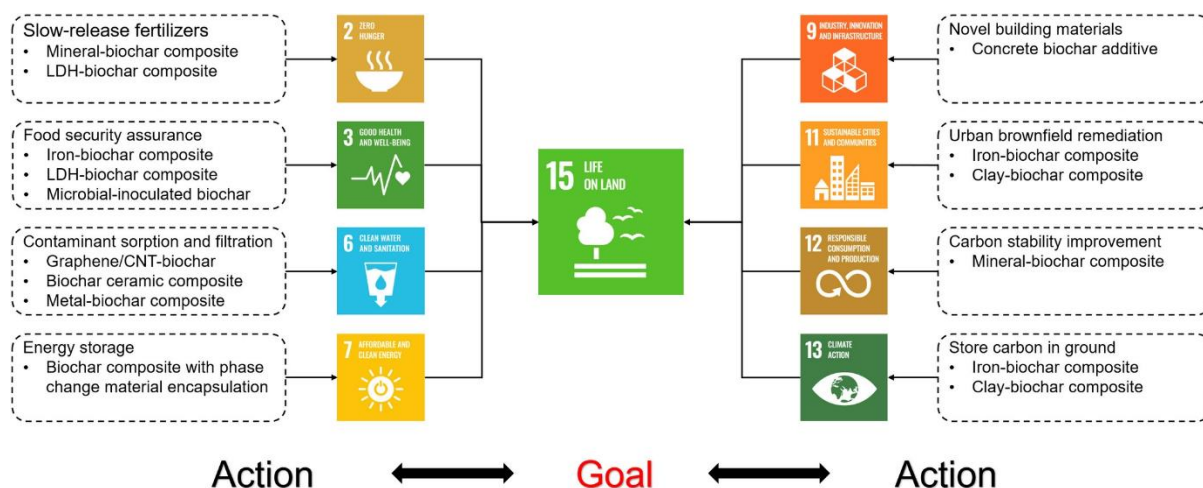 Slow-release fertilizers
• Mineral-biochar composite
• LDH-biochar composite
2 ZERO
HUNGER
Food security assurance
• Iron-biochar composite
• LDH-biochar composite
• Microbial-inoculated biochar
3 GOOD HEALTH
AND WELL-BEING
Contaminant sorption and filtration
• Graphene/CNT-biochar
• Biochar ceramic composite
• Metal-biochar composite
6 CLEAN WATER
AND SANITATION
Energy storage
• Biochar composite with phase
change material encapsulation
7 AFFORDABLE AND
CLEAN ENERGY
15 LIFE
ON LAND
9 INDUSTRY, INNOVATION
AND INFRASTRUCTURE
Novel building materials
• Concrete biochar additive
11 SUSTAINABLE CITIES
AND COMMUNITIES
Urban brownfield remediation
• Iron-biochar composite
• Clay-biochar composite
12 RESPONSIBLE
CONSUMPTION
AND PRODUCTION
Carbon stability improvement
• Mineral-biochar composite
13 CLIMATE
ACTION
Store carbon in ground
• Iron-biochar composite
• Clay-biochar composite
Action Goal Action